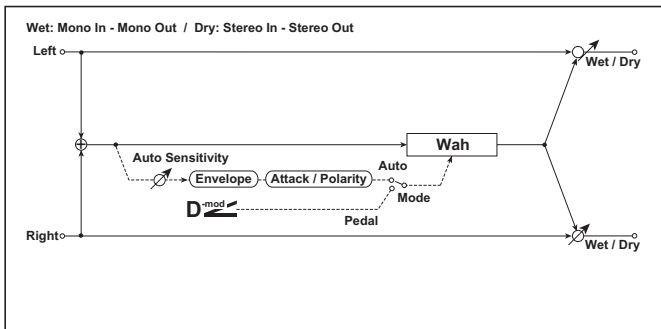 Wet: Mono In - Mono Out / Dry: Stereo In - Stereo Out
Left
Wet / Dry
Wah
Auto Sensitivity
Auto
Envelope
Attack / Polarity
Mode
D-mod
Pedal
Right
Wet / Dry